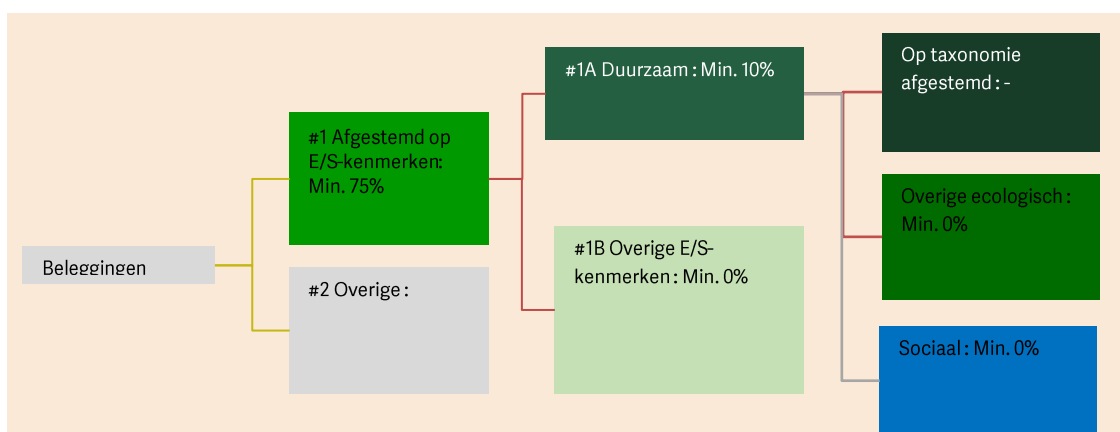 Beleggingen
#1 Afgestemd op
E/S-kenmerken:
Min. 75%
#2 Overige :
#1A Duurzaam : Min. 10%
#1B Overige E/S-
kenmerken : Min. 0%
Op taxonomie
afgestemd : -
Overige ecologisch :
Min. 0%
Sociaal : Min. 0%